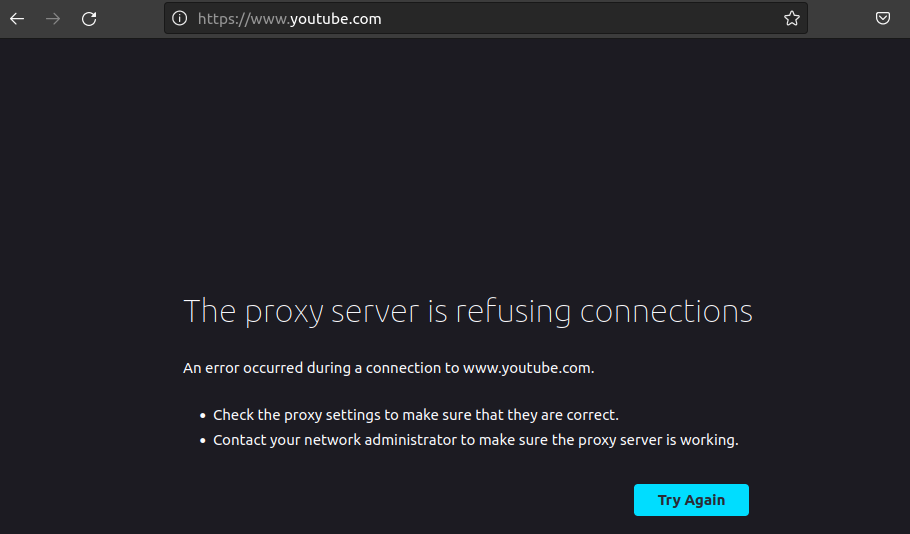 https://www.youtube.com
The proxy server is refusing connections
An error occurred during a connection to www.youtube.com.
• Check the proxy settings to make sure that they are correct.
• Contact your network administrator to make sure the proxy server is working.
Try Again